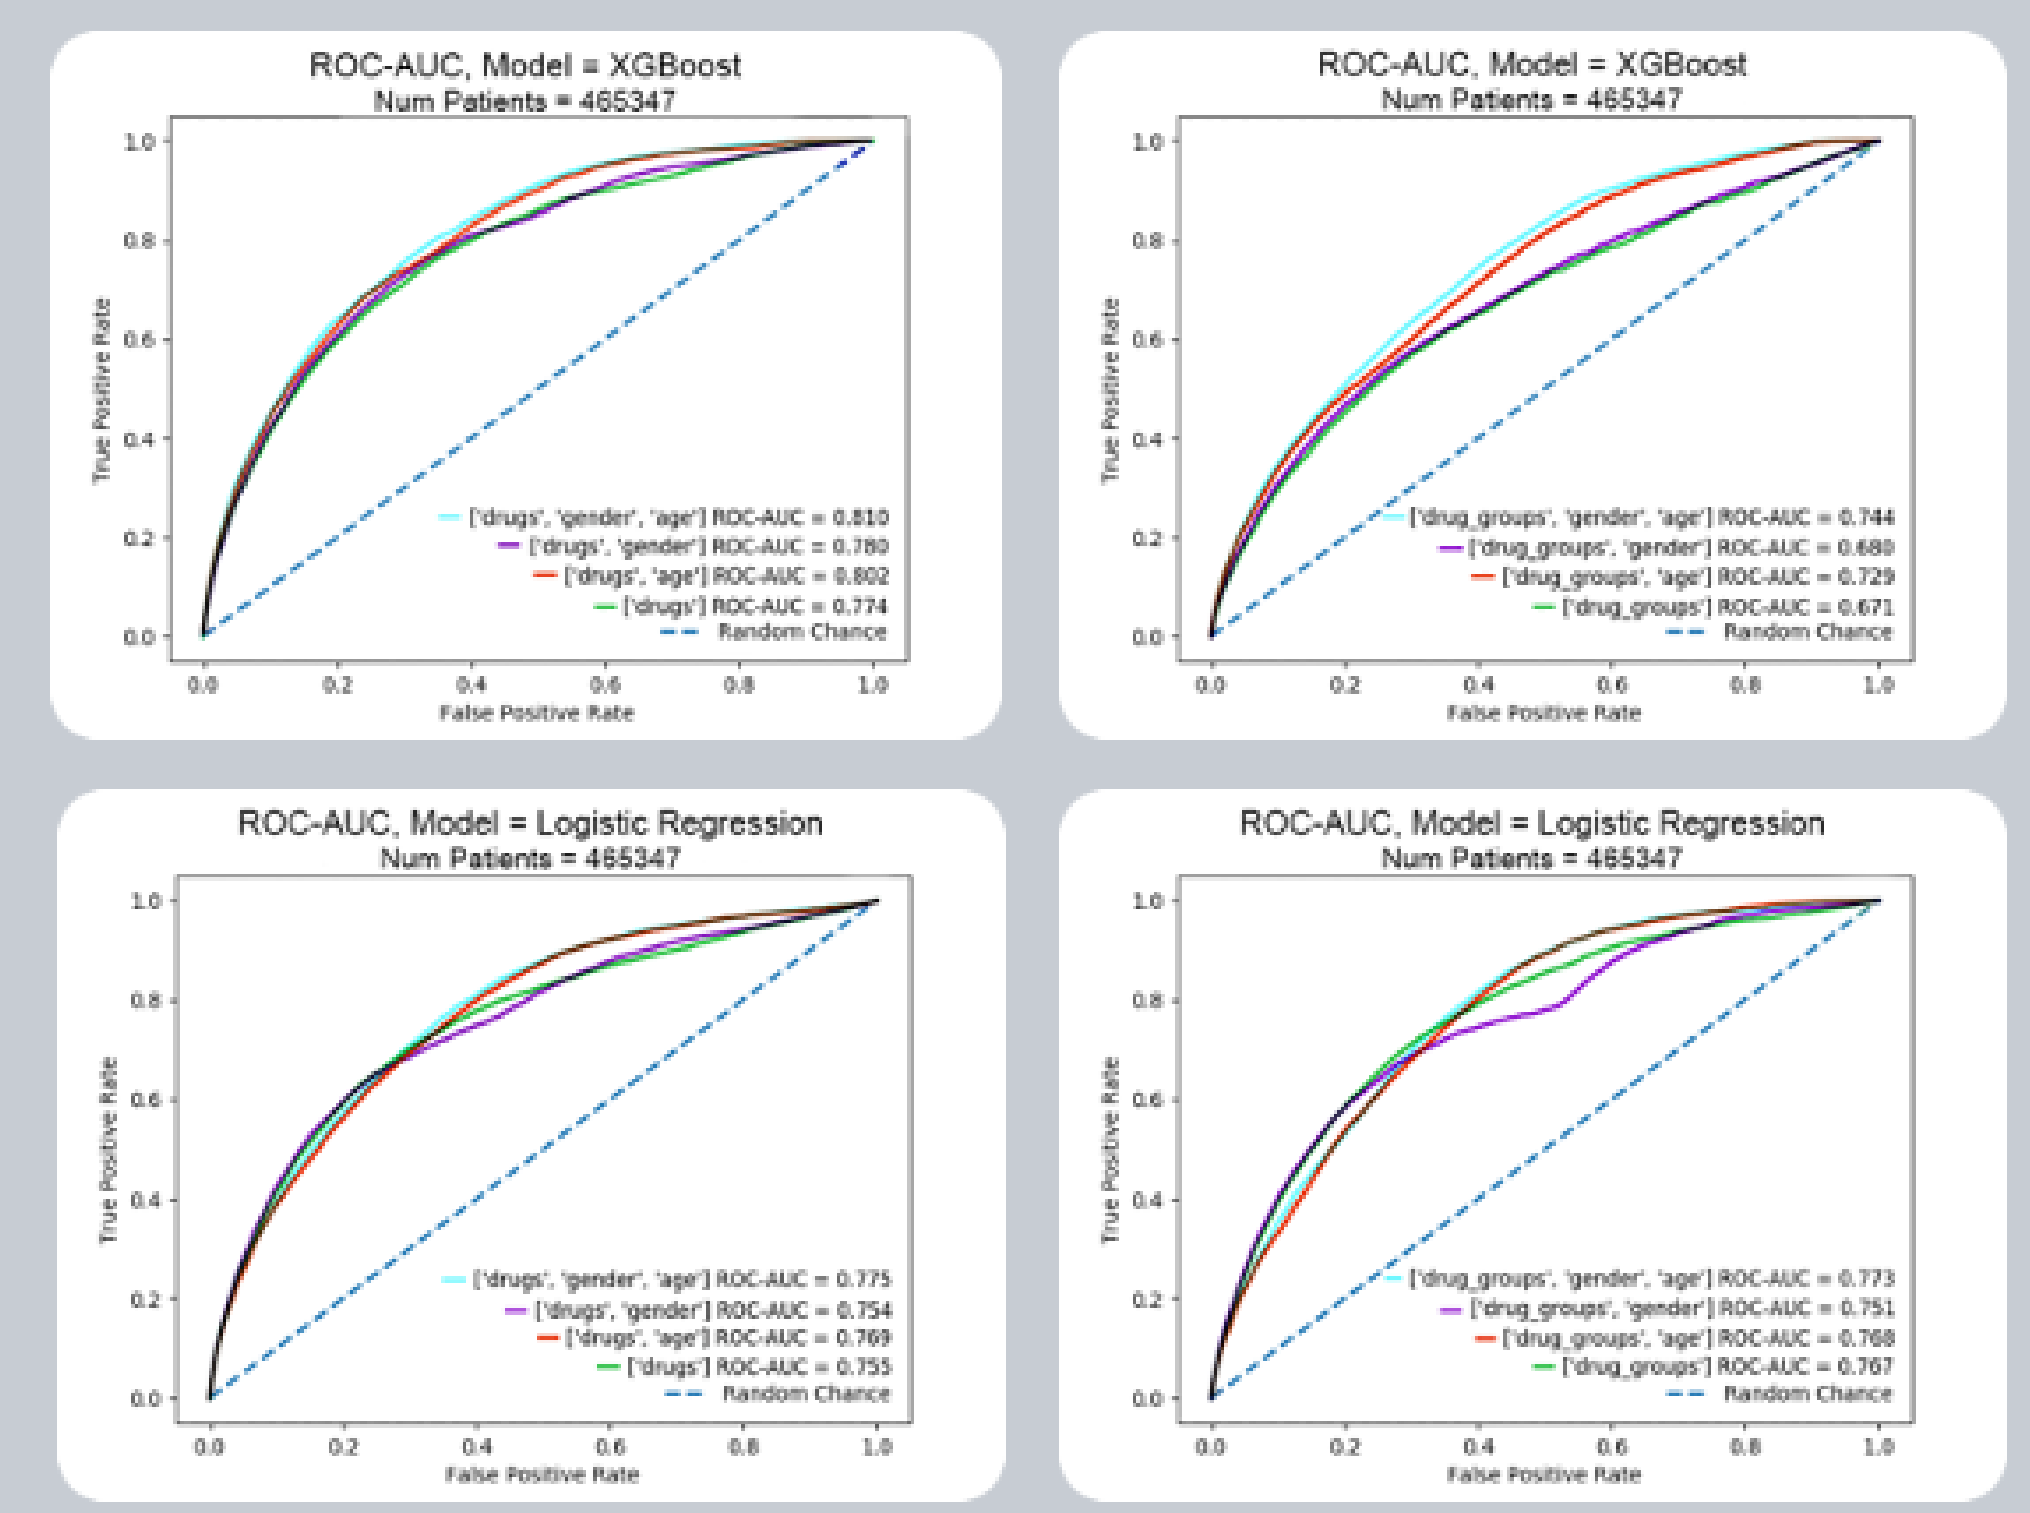 ROC-AUC, Model = XGBoost
Num Patients = 465347
1.0
0.8
0.6
0.4
0.2
0.0
True Positive Rate
['drugs', 'gender', 'age'] ROC-AUC = 0.810
['drugs', 'gender'] ROC-AUC = 0.780
['drugs', 'age'] ROC-AUC = 0.802
['drugs'] ROC-AUC = 0.774
Random Chance
0.0 0.2 0.4 0.6 0.8 1.0
False Positive Rate
ROC-AUC, Model = XGBoost
Num Patients = 465347
1.0
0.8
0.6
0.4
0.2
0.0
True Positive Rate
['drug_groups', 'gender', 'age'] ROC-AUC = 0.744
['drug_groups', 'gender'] ROC-AUC = 0.680
['drug_groups', 'age'] ROC-AUC = 0.729
['drug_groups'] ROC-AUC = 0.671
Random Chance
0.0 0.2 0.4 0.6 0.8 1.0
False Positive Rate
ROC-AUC, Model = Logistic Regression
Num Patients = 465347
1.0
0.8
0.6
0.4
0.2
0.0
True Positive Rate
['drugs', 'gender', 'age'] ROC-AUC = 0.775
['drugs', 'gender'] ROC-AUC = 0.754
['drugs', 'age'] ROC-AUC = 0.769
['drugs'] ROC-AUC = 0.755
Random Chance
0.0 0.2 0.4 0.6 0.8 1.0
False Positive Rate
ROC-AUC, Model = Logistic Regression
Num Patients = 465347
1.0
0.8
0.6
0.4
0.2
0.0
True Positive Rate
['drug_groups', 'gender', 'age'] ROC-AUC = 0.773
['drug_groups', 'gender'] ROC-AUC = 0.751
['drug_groups', 'age'] ROC-AUC = 0.768
['drug_groups'] ROC-AUC = 0.767
Random Chance
0.0 0.2 0.4 0.6 0.8 1.0
False Positive Rate